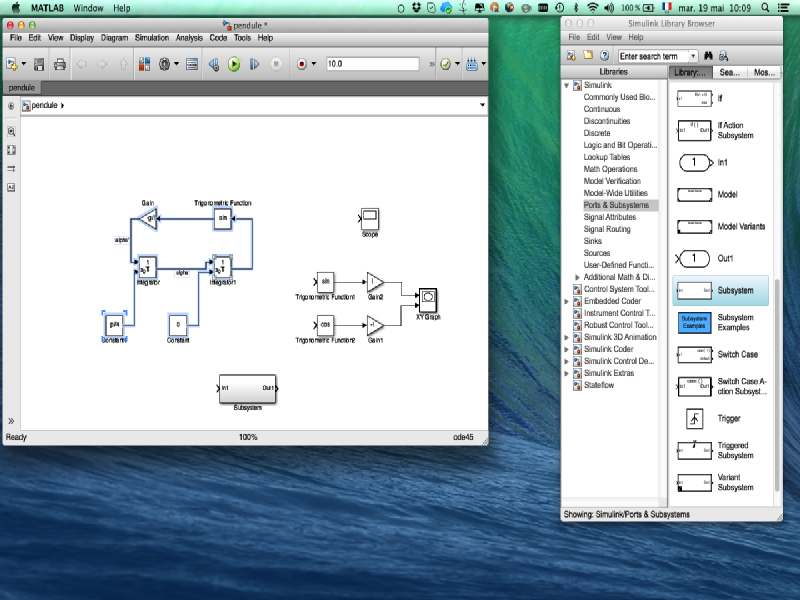 MATLAB Window Help
100% mar. 19 mai 10:09
pendule *
File Edit View Display Diagram Simulation Analysis Code Tools Help
10.0
pendule
pendule
Gain
Trigonometric Function
sin
alpha'
1
Integrator
alpha'
1
Integrator1
Scope
pi/4
Constant1
0
Constant
sin
Trigonometric Function1
Gain2
XY Graph
cos
Trigonometric Function2
-1
Gain1
In1 Out1
Subsystem
Ready
100%
ode45
Simulink Library Browser
File Edit View Help
Enter search term
Libraries
Simulink
Commonly Used Blo...
Continuous
Discontinuities
Discrete
Logic and Bit Operati...
Lookup Tables
Math Operations
Model Verification
Model-Wide Utilities
Ports & Subsystems
Signal Attributes
Signal Routing
Sinks
Sources
User-Defined Functi...
Additional Math & Di...
Control System Tool...
Embedded Coder
Instrument Control T...
Robust Control Tool...
Simulink 3D Animation
Simulink Coder
Simulink Control De...
Simulink Extras
Stateflow
Library:... Sea... Mos...
If
If Action
Subsystem
1
In1
Model
Model Variants
1
Out1
Subsystem
Subsystem
Examples
Subsystem
Examples
Switch Case
Switch Case A-
ction Subsyst...
Trigger
Triggered
Subsystem
Variant
Subsystem
Showing: Simulink/Ports & Subsystems